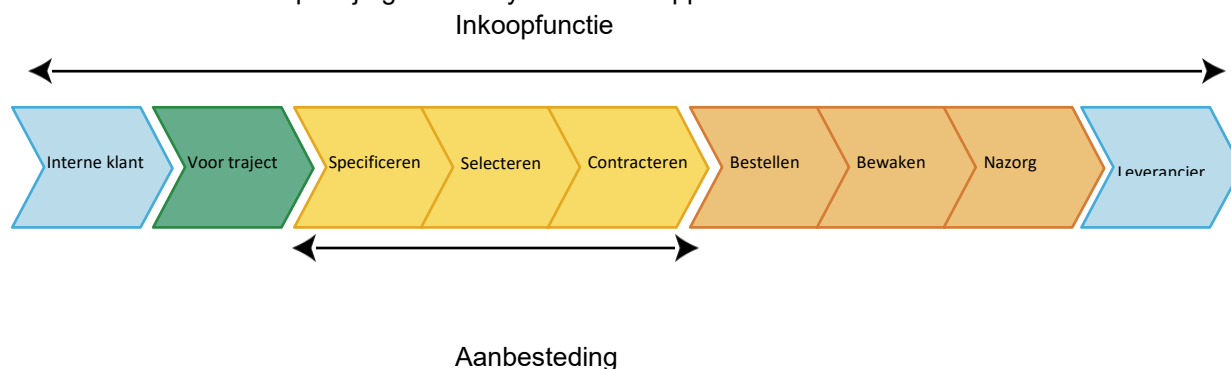 Inkoopfunctie
Interne klant
Voor traject
Specificeren
Selecteren
Contracteren
Bestellen
Bewaken
Nazorg
Leverancier
Aanbesteding